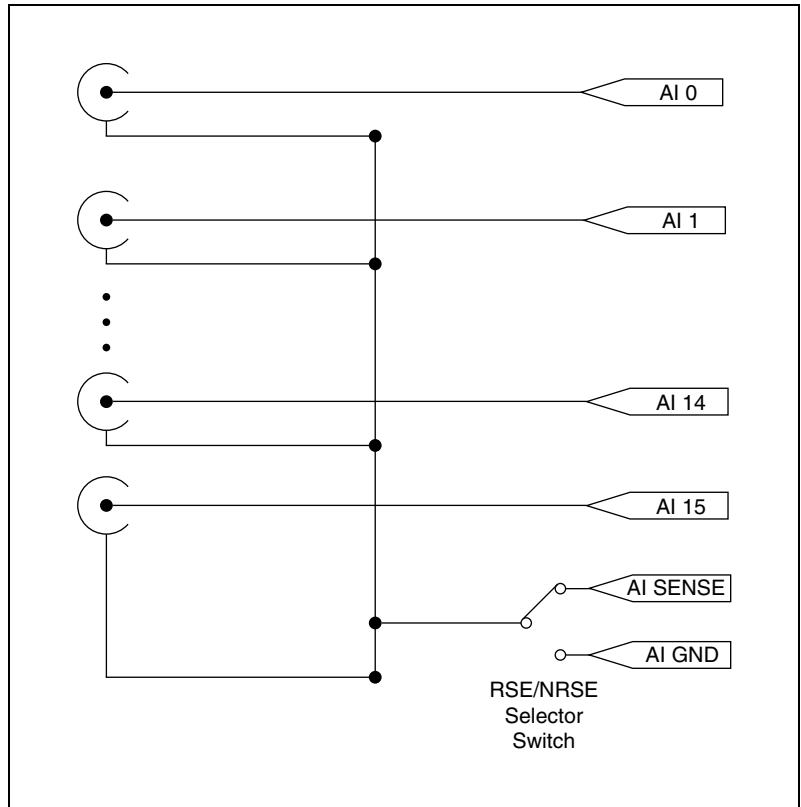 AI 0
AI 1
AI 14
AI 15
AI SENSE
AI GND
RSE/NRSE
Selector
Switch